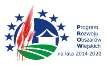 Program
Rozwoju
Obszarów
Wiejskich
na lata 2014-2020